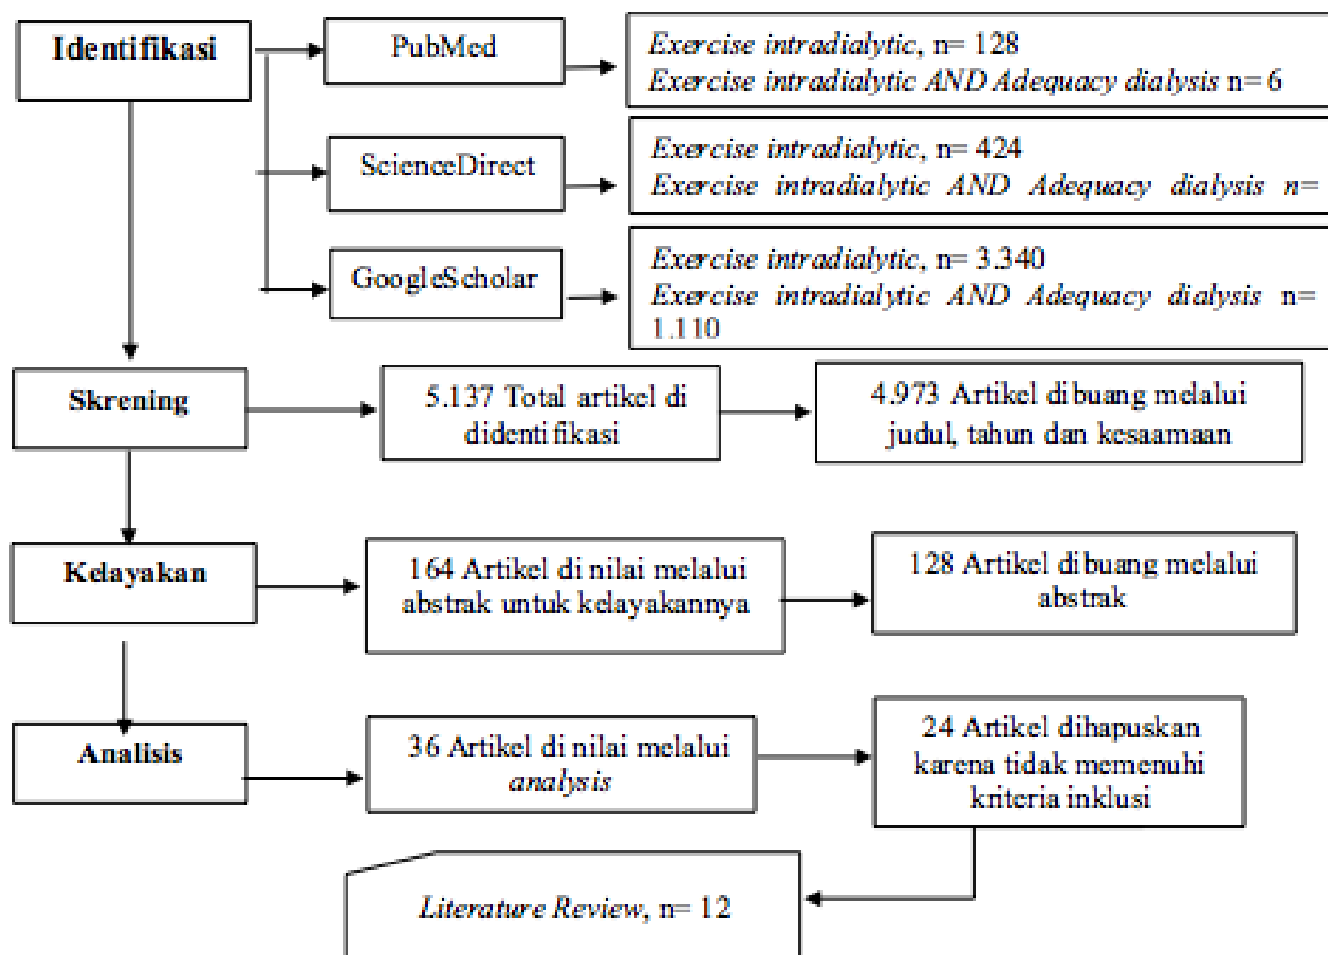 Identifikasi
PubMed
Exercise intradialytic, n= 128
Exercise intradialytic AND Adequacy dialysis n= 6
ScienceDirect
Exercise intradialytic, n= 424
Exercise intradialytic AND Adequacy dialysis n=
GoogleScholar
Exercise intradialytic, n= 3.340
Exercise intradialytic AND Adequacy dialysis n=
1.110
Skrening
5.137 Total artikel di
didentifikasi
4.973 Artikel dibuang melalui
judul, tahun dan kesaamaan
Kelayakan
164 Artikel di nilai melalui
abstrak untuk kelayakannya
128 Artikel dibuang melalui
abstrak
Analisis
36 Artikel di nilai melalui
analysis
24 Artikel dihapuskan
karena tidak memenuhi
kriteria inklusi
Literature Review, n= 12